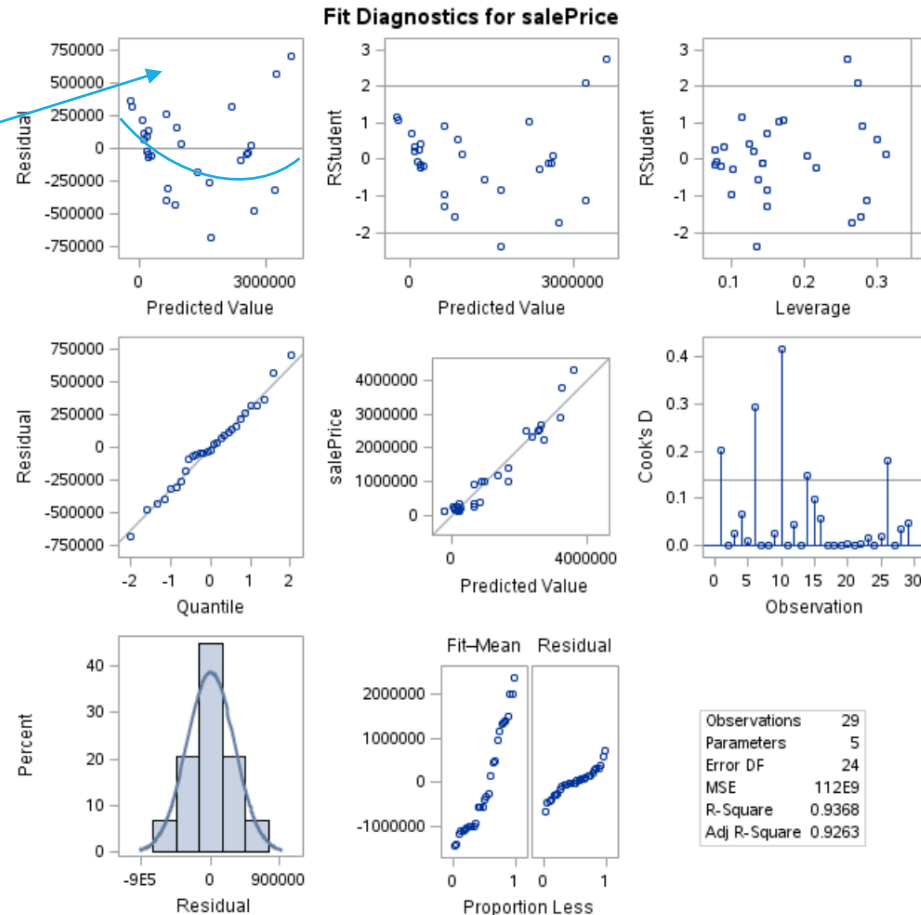 Fit Diagnostics for salePrice
750000
500000
250000
0
-250000
-500000
-750000
Residual
0 3000000
Predicted Value
3
2
1
0
-1
-2
RStudent
0 3000000
Predicted Value
3
2
1
0
-1
-2
RStudent
0.1 0.2 0.3
Leverage
750000
500000
250000
0
-250000
-500000
-750000
Residual
-2 -1 0 1 2
Quantile
4000000
3000000
2000000
1000000
0
salePrice
0 4000000
Predicted Value
0.4
0.3
0.2
0.1
0.0
Cook's D
0 5 10 15 20 25 30
Observation
40
30
20
10
0
Percent
-9E5 0 900000
Residual
Fit–Mean Residual
2000000
1000000
0
-1000000
0 1 0 1
Proportion Less
Observations 29
Parameters 5
Error DF 24
MSE 112E9
R-Square 0.9368
Adj R-Square 0.9263